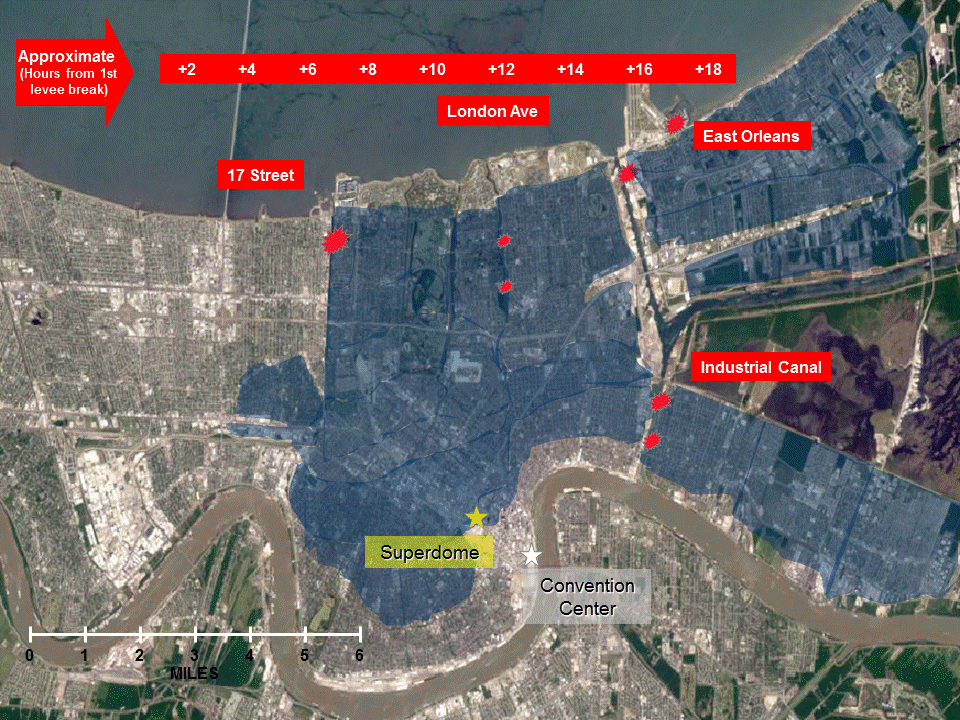 Approximate
(Hours from 1st
levee break)
+2 +4 +6 +8 +10 +12 +14 +16 +18
London Ave
East Orleans
17 Street
Industrial Canal
Superdome
Convention
Center
0 1 2 3 4 5 6
MILES